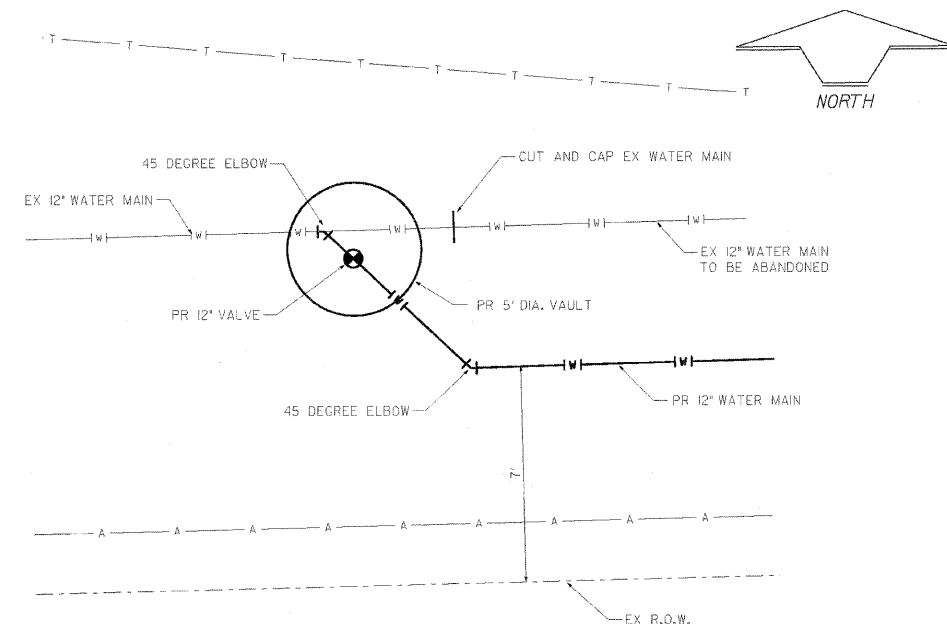 T T T T T T T T T T
NORTH
45 DEGREE ELBOW
CUT AND CAP EX WATER MAIN
EX 12" WATER MAIN
W W W W W W W
EX 12" WATER MAIN
TO BE ABANDONED
PR 12" VALVE
PR 5' DIA. VAULT
W W
45 DEGREE ELBOW
PR 12" WATER MAIN
7'
A A A A A A A A A
EX R.O.W.